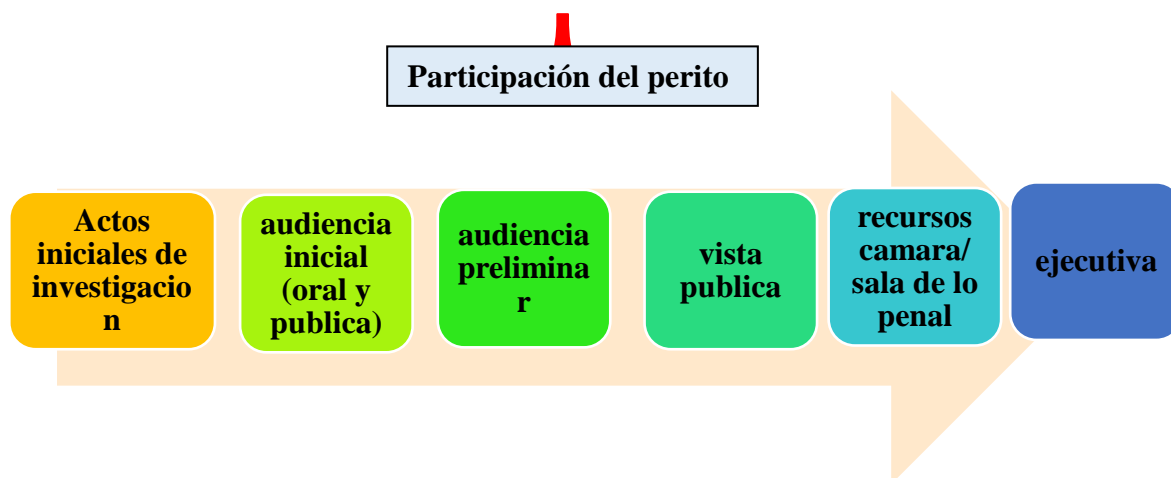 Participación del perito
Actos
iniciales de
investigacio
n
audiencia
inicial
(oral y
publica)
audiencia
prelimina
r
vista
publica
recursos
camara/
sala de lo
penal
ejecutiva